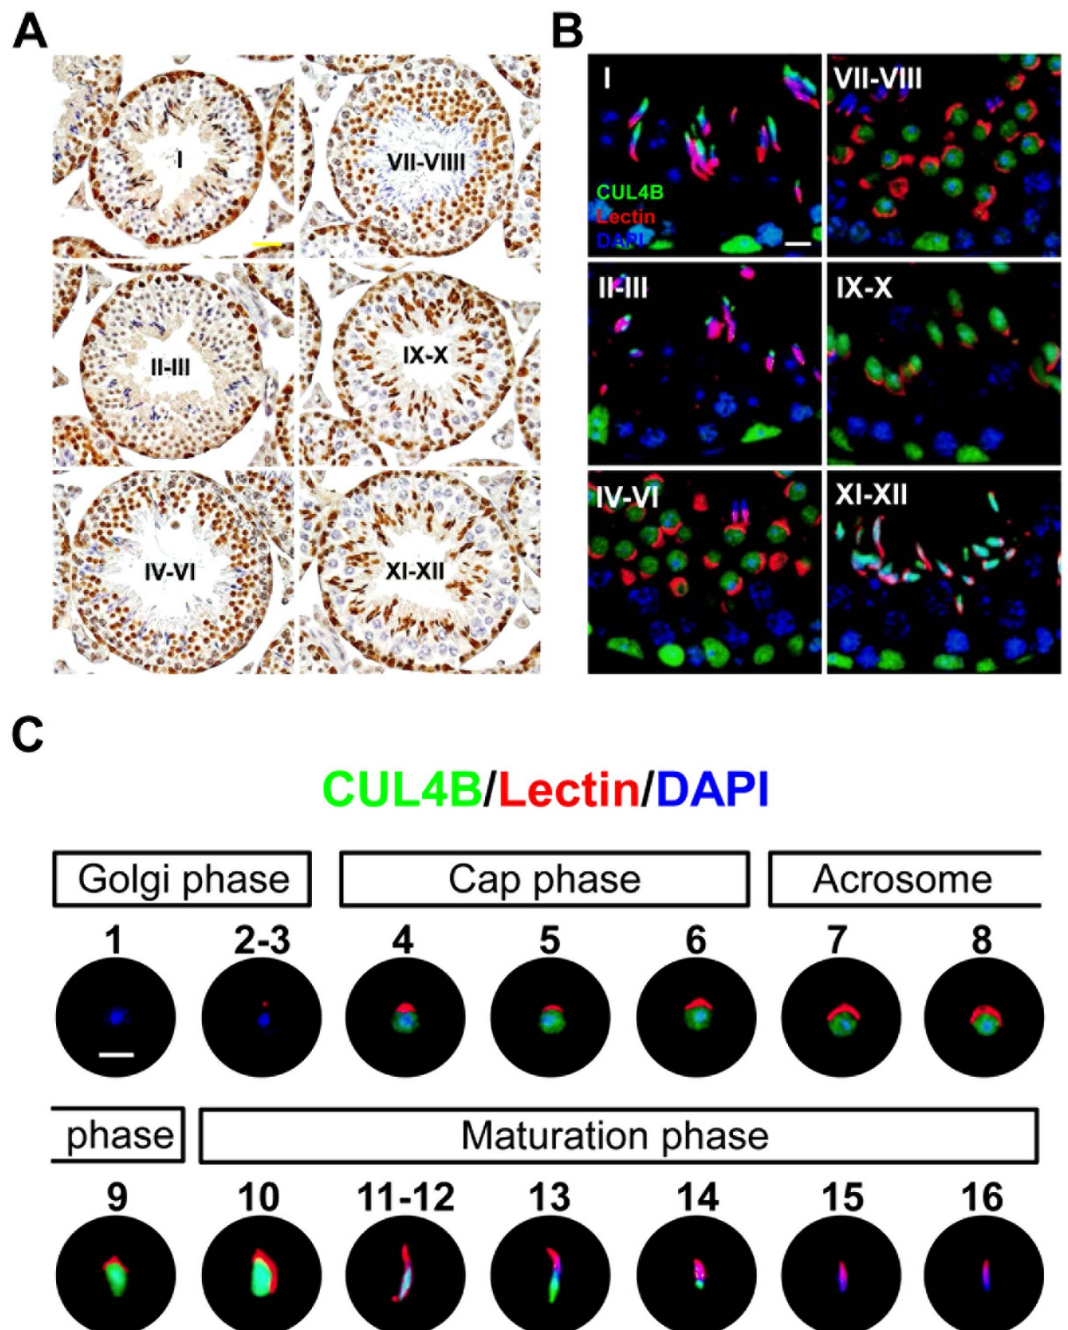 A
B
I
VII-VIIII
II-III
IX-X
IV-VI
XI-XII
I
CUL4B
Lectin
DAPI
VII-VIII
II-III
IX-X
IV-VI
XI-XII
C
CUL4B/Lectin/DAPI
Golgi phase
Cap phase
Acrosome
1
2-3
4
5
6
7
8
phase
Maturation phase
9
10
11-12
13
14
15
16